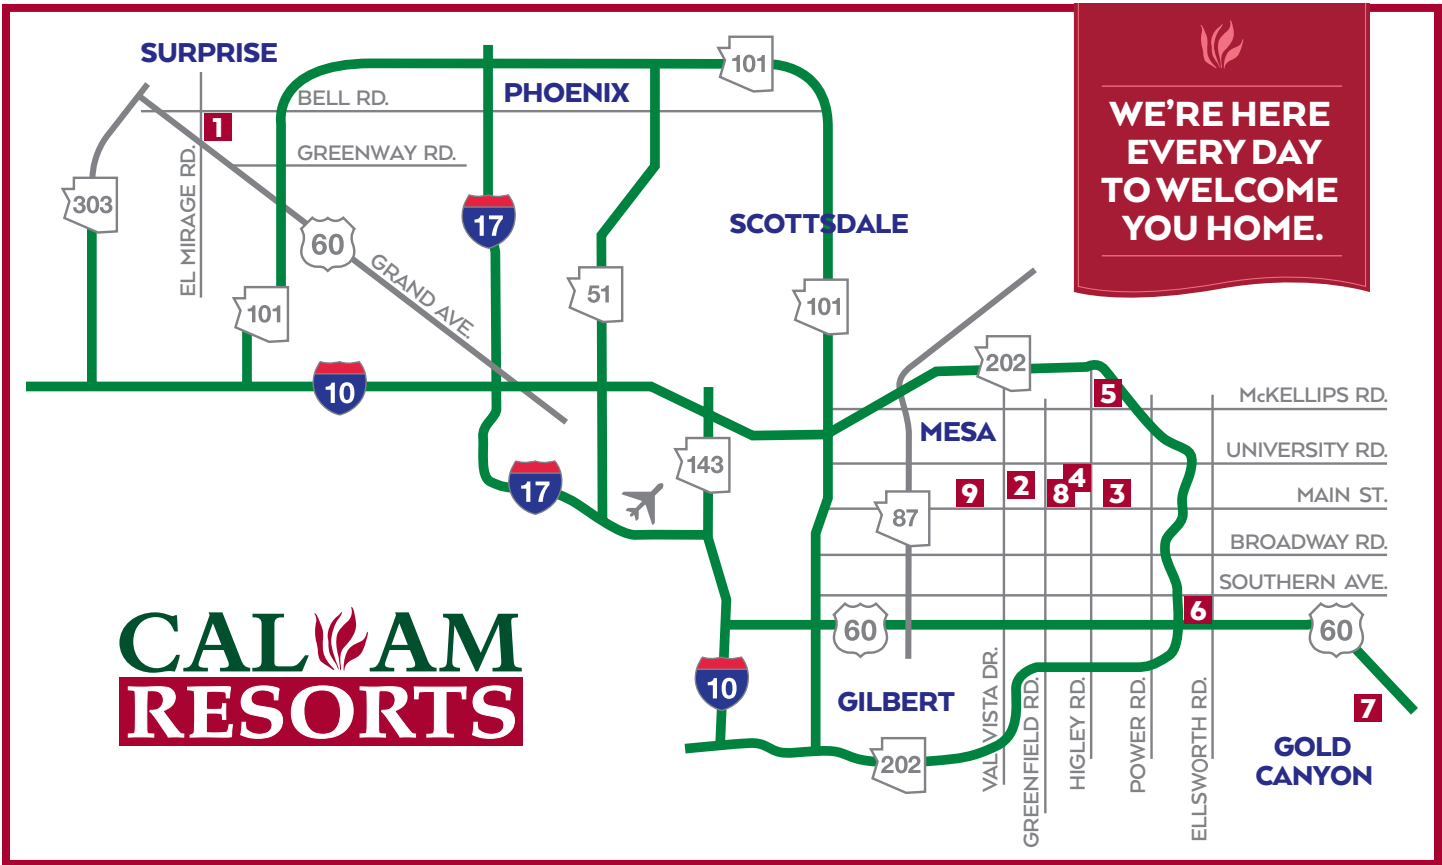 SURPRISE
101
WE'RE HERE
EVERY DAY
TO WELCOME
YOU HOME.
BELL RD.
PHOENIX
1
GREENWAY RD.
EL MIRAGE RD.
303
17
SCOTTSDALE
60
GRAND AVE.
51
101
101
202
10
5
McKELLIPS RD.
MESA
UNIVERSITY RD.
143
17
9
2
8
4
3
MAIN ST.
87
BROADWAY RD.
SOUTHERN AVE.
6
60
60
CAL AM
RESORTS
10
GILBERT
VAL VISTA DR.
GREENFIELD RD.
HIGLEY RD.
POWER RD.
ELLSWORTH RD.
7
GOLD
CANYON
202